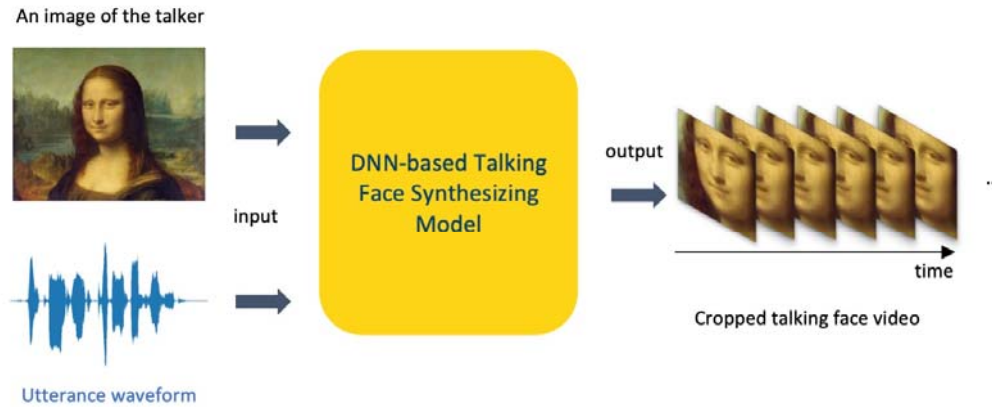 An image of the talker
input
Utterance waveform
DNN-based Talking
Face Synthesizing
Model
output
time
Cropped talking face video
..